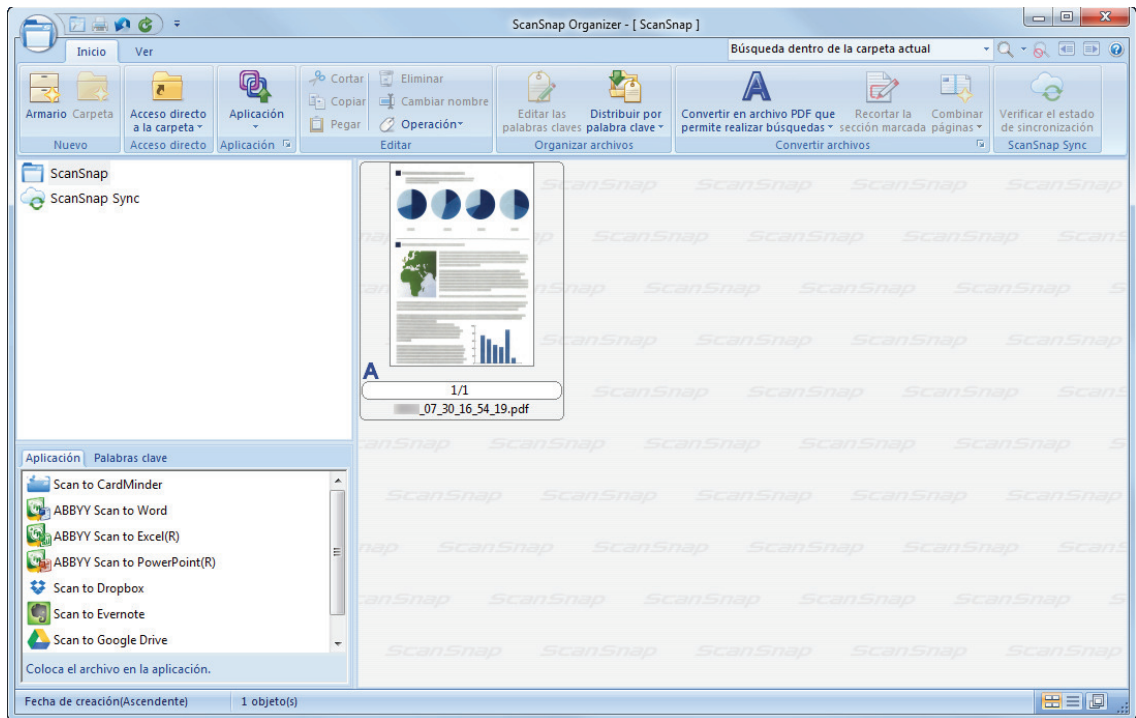 ScanSnap Organizer - [ ScanSnap ]
Inicio Ver
Búsqueda dentro de la carpeta actual
Armario Carpeta
Nuevo
Acceso directo
a la carpeta
Acceso directo
Aplicación
Aplicación
Cortar
Copiar
Pegar
Eliminar
Cambiar nombre
Operación
Editar
Editar las
palabras claves
Distribuir por
palabra clave
Organizar archivos
Convertir en archivo PDF que
permite realizar búsquedas
Recortar la
sección marcada
Combinar
páginas
Convertir archivos
Verificar el estado
de sincronización
ScanSnap Sync
ScanSnap
ScanSnap Sync
A
1/1
_07_30_16_54_19.pdf
Aplicación Palabras clave
Scan to CardMinder
ABBYY Scan to Word
ABBYY Scan to Excel(R)
ABBYY Scan to PowerPoint(R)
Scan to Dropbox
Scan to Evernote
Scan to Google Drive
Coloca el archivo en la aplicación.
Fecha de creación(Ascendente) 1 objeto(s)